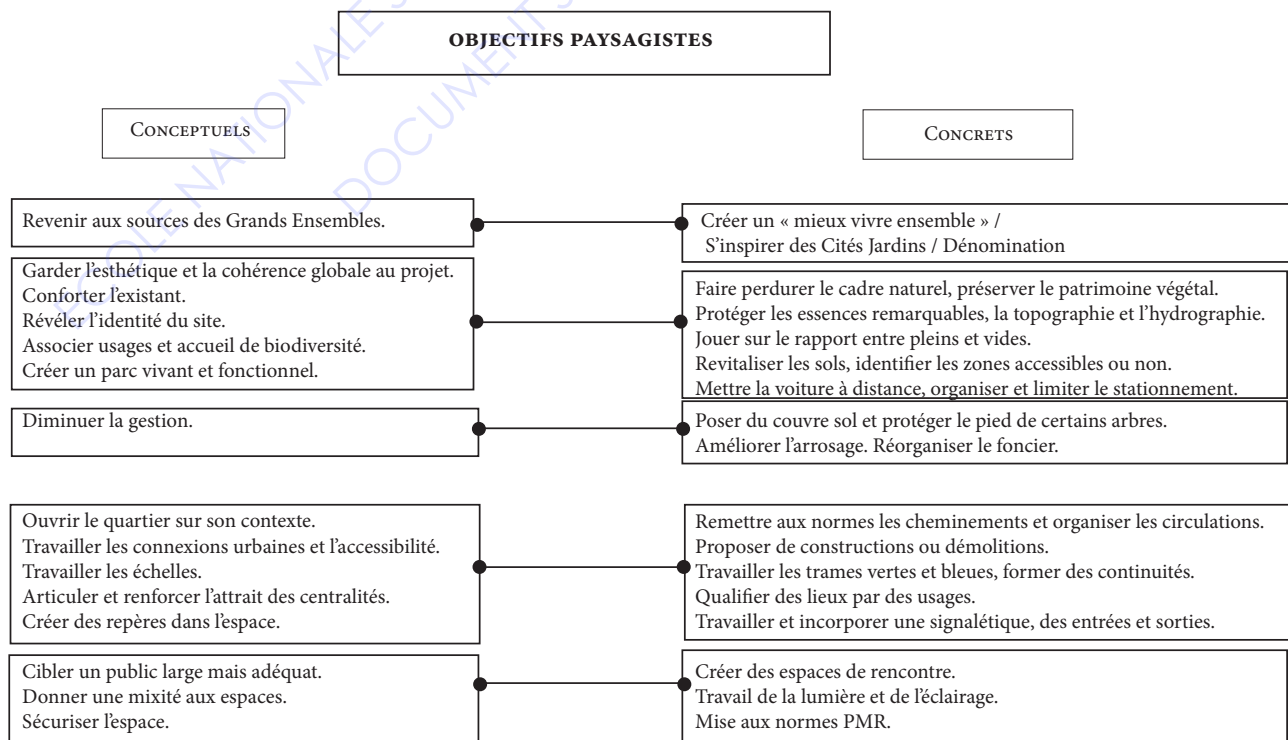 OBJECTIFS PAYSAGISTES
CONCEPTUELS
CONCRETS
Revenir aux sources des Grands Ensembles.
Créer un « mieux vivre ensemble » /
S'inspirer des Cités Jardins / Dénomination
Garder l'esthétique et la cohérence globale au projet.
Conforter l'existant.
Révéler l'identité du site.
Associer usages et accueil de biodiversité.
Créer un parc vivant et fonctionnel.
Faire perdurer le cadre naturel, préserver le patrimoine végétal.
Protéger les essences remarquables, la topographie et l'hydrographie.
Jouer sur le rapport entre pleins et vides.
Revitaliser les sols, identifier les zones accessibles ou non.
Mettre la voiture à distance, organiser et limiter le stationnement.
Diminuer la gestion.
Poser du couvre sol et protéger le pied de certains arbres.
Améliorer l'arrosage. Réorganiser le foncier.
Ouvrir le quartier sur son contexte.
Travailler les connexions urbaines et l'accessibilité.
Travailler les échelles.
Articuler et renforcer l'attrait des centralités.
Créer des repères dans l'espace.
Remettre aux normes les cheminements et organiser les circulations.
Proposer de constructions ou démolitions.
Travailler les trames vertes et bleues, former des continuités.
Qualifier des lieux par des usages.
Travailler et incorporer une signalétique, des entrées et sorties.
Cibler un public large mais adéquat.
Donner une mixité aux espaces.
Sécuriser l'espace.
Créer des espaces de rencontre.
Travail de la lumière et de l'éclairage.
Mise aux normes PMR.
ECOLE NATIONALE
DOCUMENT